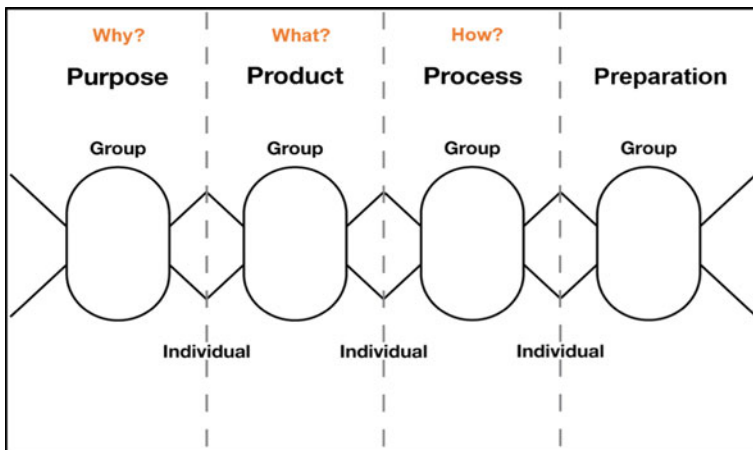 Why? What? How?
Purpose Product Process Preparation
Group Group Group Group
Individual Individual Individual